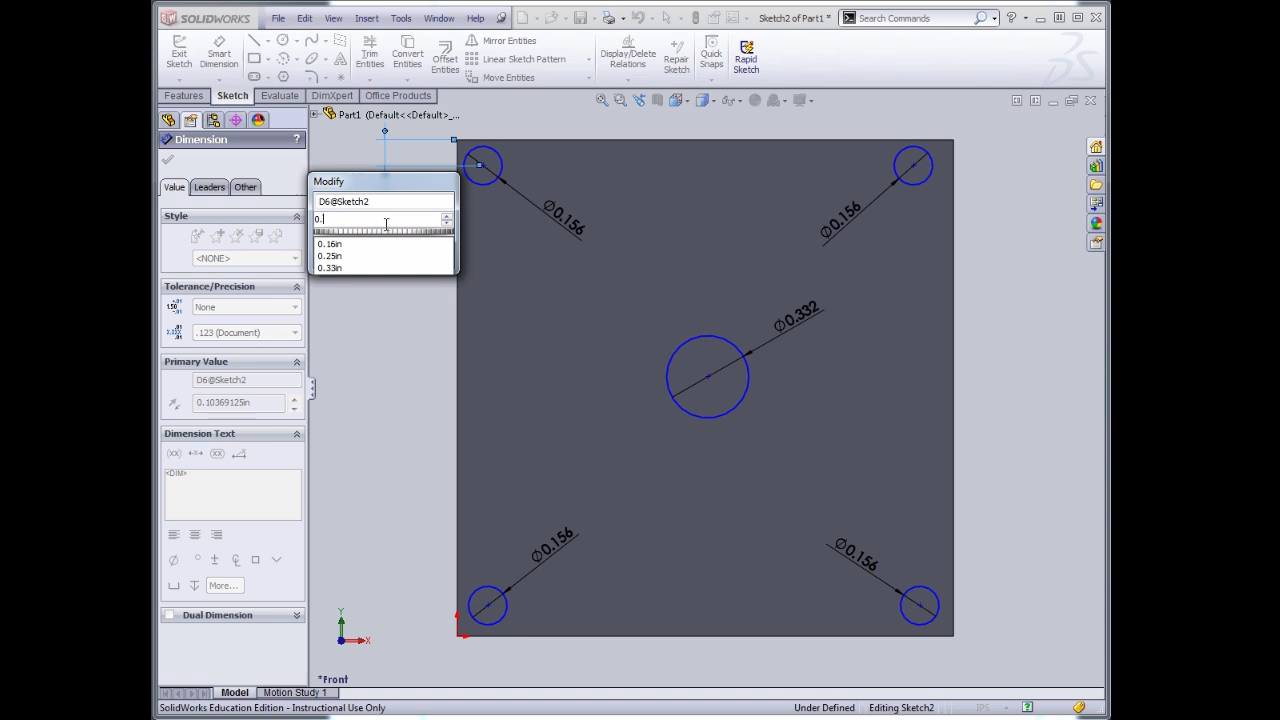 SOLIDWORKS File Edit View Insert Tools Window Help Sketch2 of Part1 * Search Commands
Exit Sketch
Smart Dimension
Trim Entities
Convert Entities
Offset Entities
Mirror Entities
Linear Sketch Pattern
Move Entities
Display/Delete Relations
Repair Sketch
Quick Snaps
Rapid Sketch
Features Sketch Evaluate DimXpert Office Products
Part1 (Default<<Default>_...
Dimension ?
Value Leaders Other
Style
<NONE>
Tolerance/Precision
None
.123 (Document)
Primary Value
D6@Sketch2
0.10369125in
Dimension Text
<DIM>
More...
Dual Dimension
Modify
D6@Sketch2
0.
0.16in
0.25in
0.33in
Ø0.156
Ø0.156
Ø0.332
Ø0.156
Ø0.156
Y
X
*Front
Model Motion Study 1
SolidWorks Education Edition - Instructional Use Only Under Defined Editing Sketch2 IPS